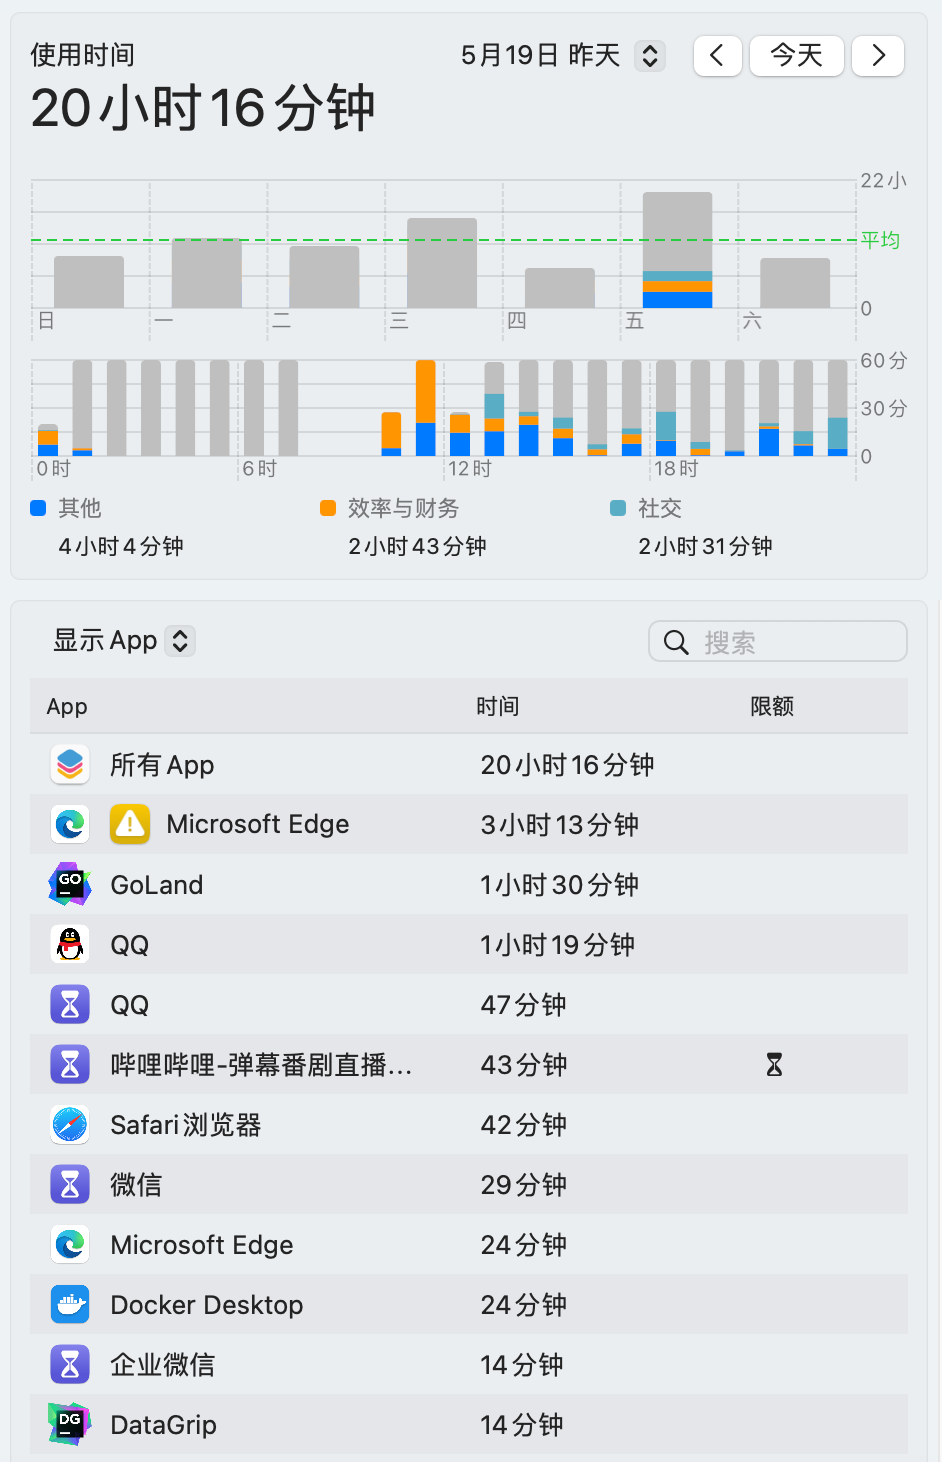 使用时间
5月19日 昨天
今天
20小时16分钟
22小
平均
0
日 一 二 三 四 五 六
60分
30分
0
0时 6时 12时 18时
其他 效率与财务 社交
4小时4分钟 2小时43分钟 2小时31分钟
显示App
搜索
App 时间 限额
所有App 20小时16分钟
Microsoft Edge 3小时13分钟
GO
GoLand 1小时30分钟
QQ 1小时19分钟
QQ 47分钟
哔哩哔哩-弹幕番剧直播... 43分钟
Safari浏览器 42分钟
微信 29分钟
Microsoft Edge 24分钟
Docker Desktop 24分钟
企业微信 14分钟
DG
DataGrip 14分钟